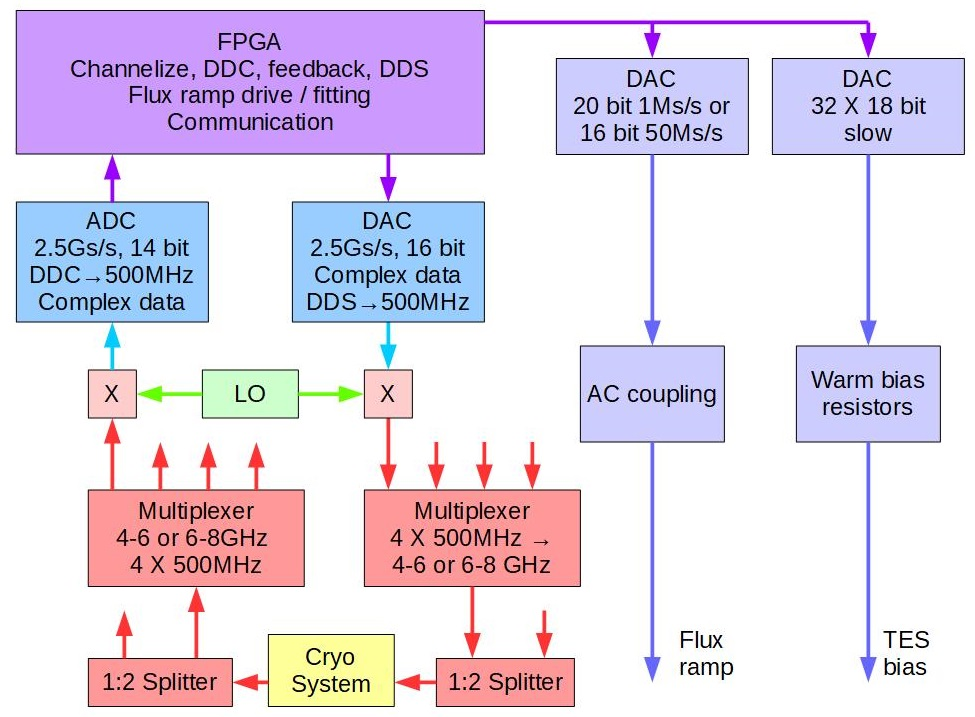 FPGA
Channelize, DDC, feedback, DDS
Flux ramp drive / fitting
Communication
DAC
20 bit 1Ms/s or
16 bit 50Ms/s
DAC
32 X 18 bit
slow
ADC
2.5Gs/s, 14 bit
DDC→500MHz
Complex data
DAC
2.5Gs/s, 16 bit
Complex data
DDS→500MHz
X
LO
X
AC coupling
Warm bias
resistors
Multiplexer
4-6 or 6-8GHz
4 X 500MHz
Multiplexer
4 X 500MHz →
4-6 or 6-8 GHz
1:2 Splitter
Cryo
System
1:2 Splitter
Flux
ramp
TES
bias